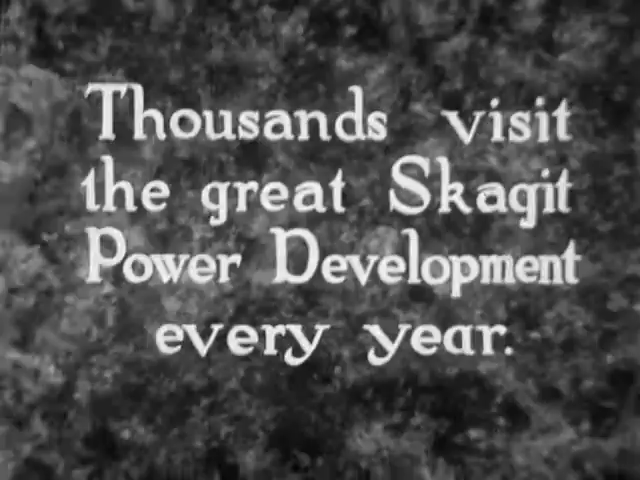 Thousands visit
the great Skagit
Power Development
every year.